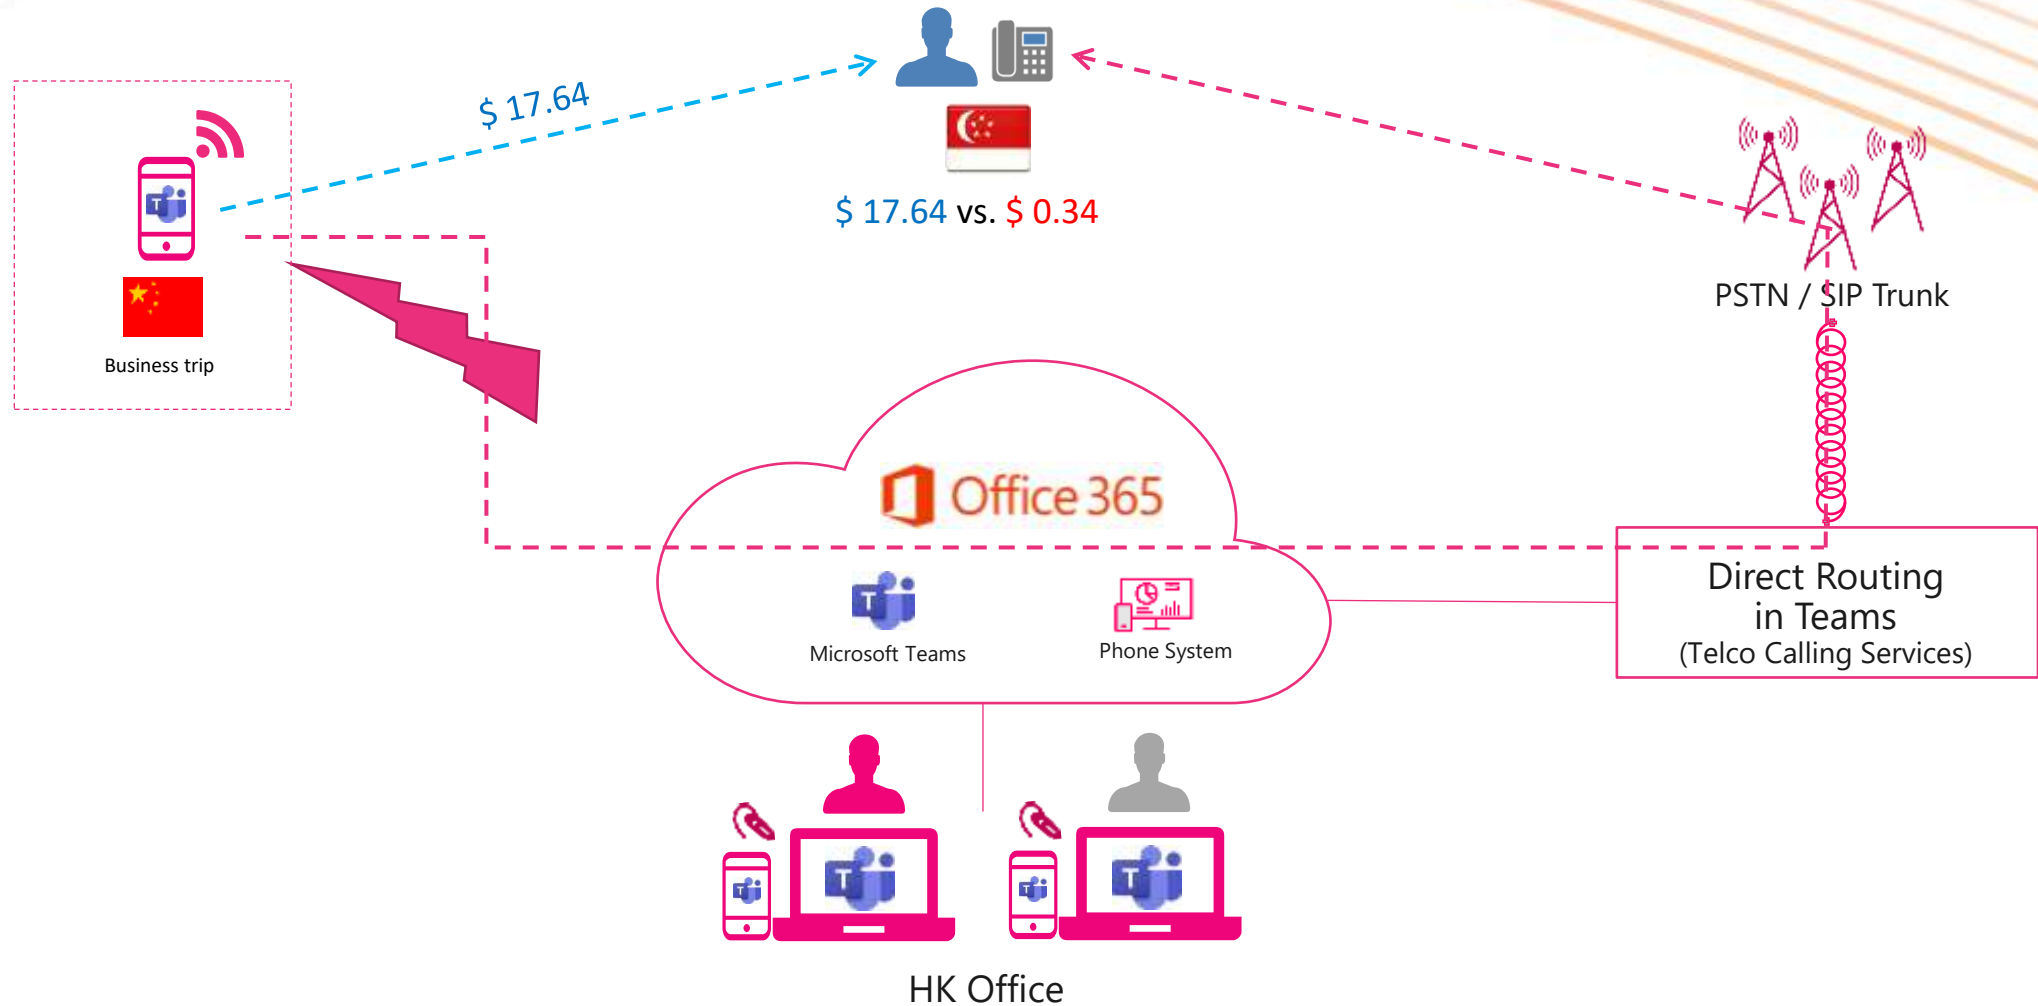 $ 17.64
$ 17.64 vs. $ 0.34
PSTN / SIP Trunk
Business trip
Office 365
Direct Routing
in Teams
(Telco Calling Services)
Microsoft Teams
Phone System
HK Office